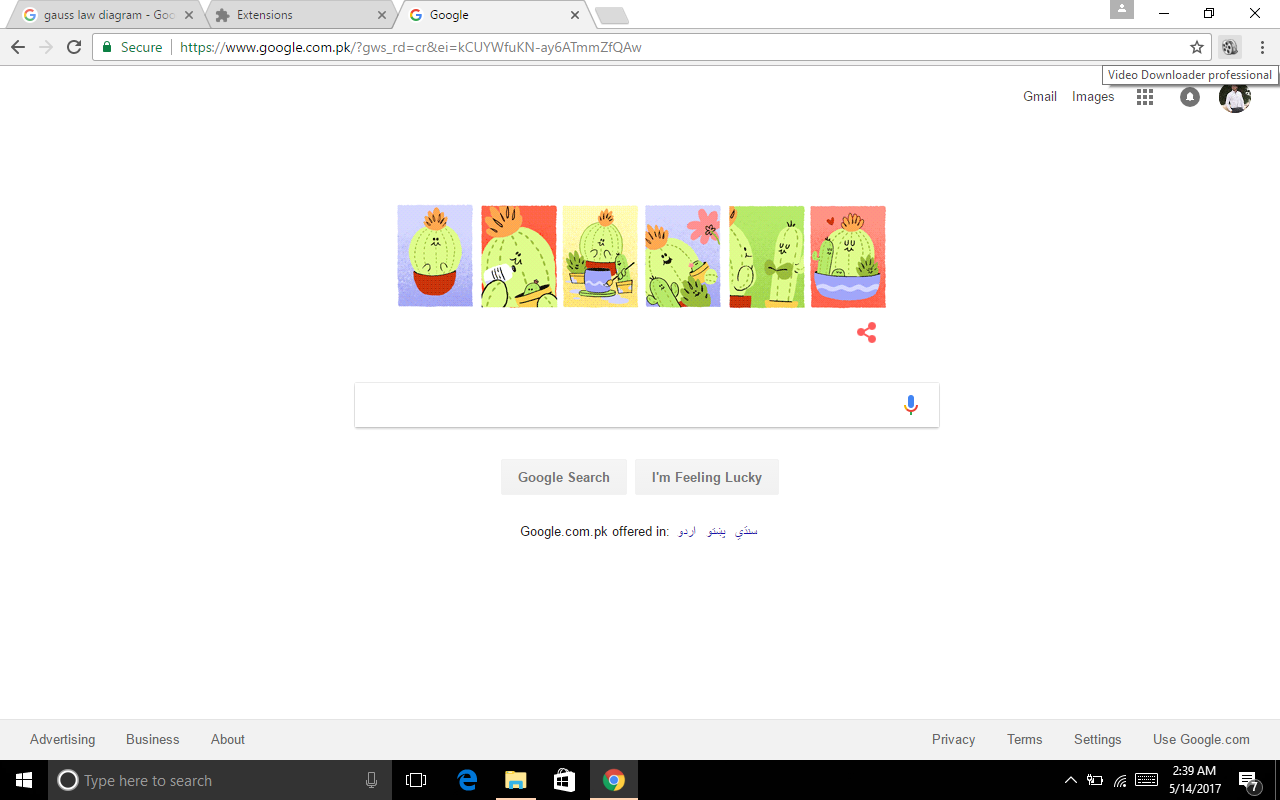 gauss law diagram - Goo
Extensions
Google
Secure
https://www.google.com.pk/?gws_rd=cr&ei=kCUYWfuKN-ay6ATmmZfQAw
Video Downloader professional
Gmail Images
Google Search I'm Feeling Lucky
Google.com.pk offered in: اردو پښتو سنڌي
Advertising Business About Privacy Terms Settings Use Google.com
Type here to search
2:39 AM
5/14/2017
7